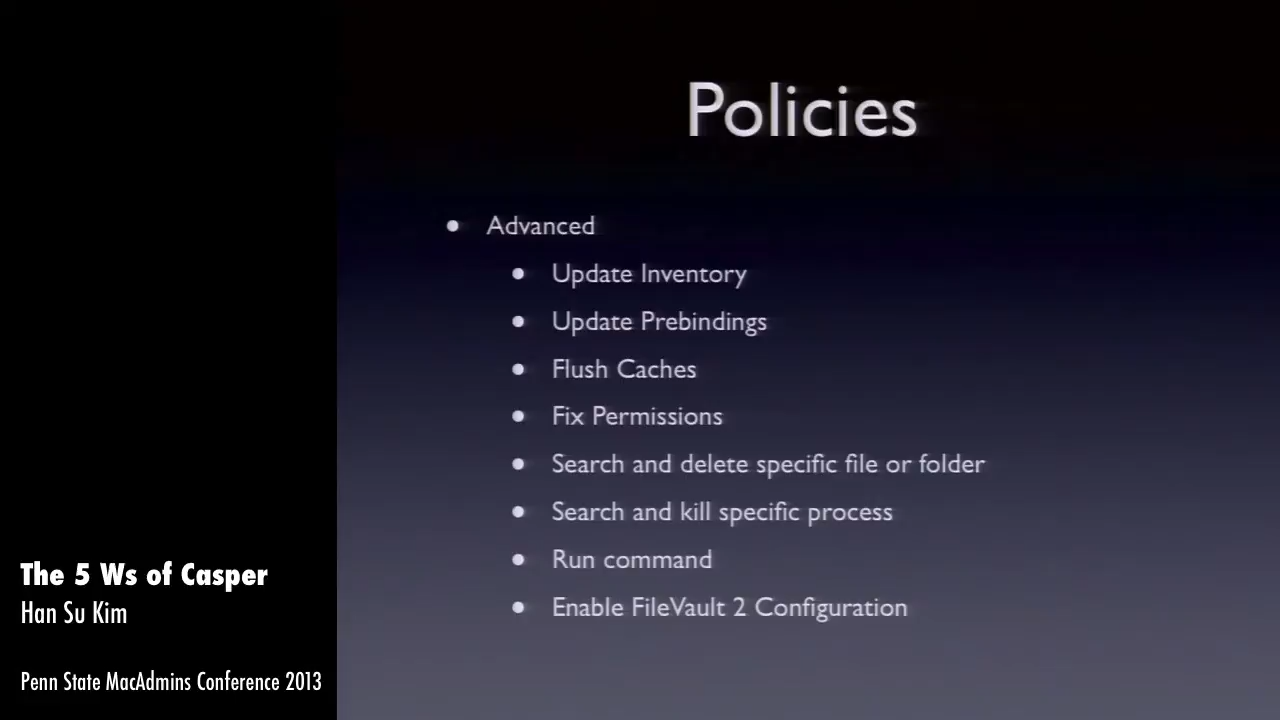 Policies
• Advanced
• Update Inventory
• Update Prebindings
• Flush Caches
• Fix Permissions
• Search and delete specific file or folder
• Search and kill specific process
• Run command
• Enable FileVault 2 Configuration
The 5 Ws of Casper
Han Su Kim
Penn State MacAdmins Conference 2013